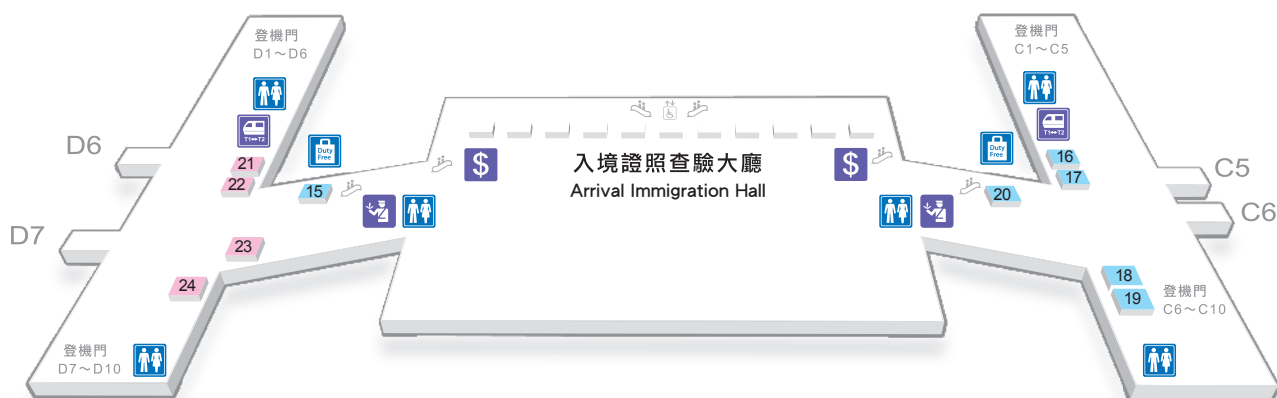 登機門
D1～D6
登機門
C1～C5
T1↔T2
T1↔T2
D6
Duty
Free
Duty
Free
21
22
15
$
入境證照查驗大廳
Arrival Immigration Hall
$
16
17
20
C5
C6
D7
23
24
18
19
登機門
C6～C10
登機門
D7～D10